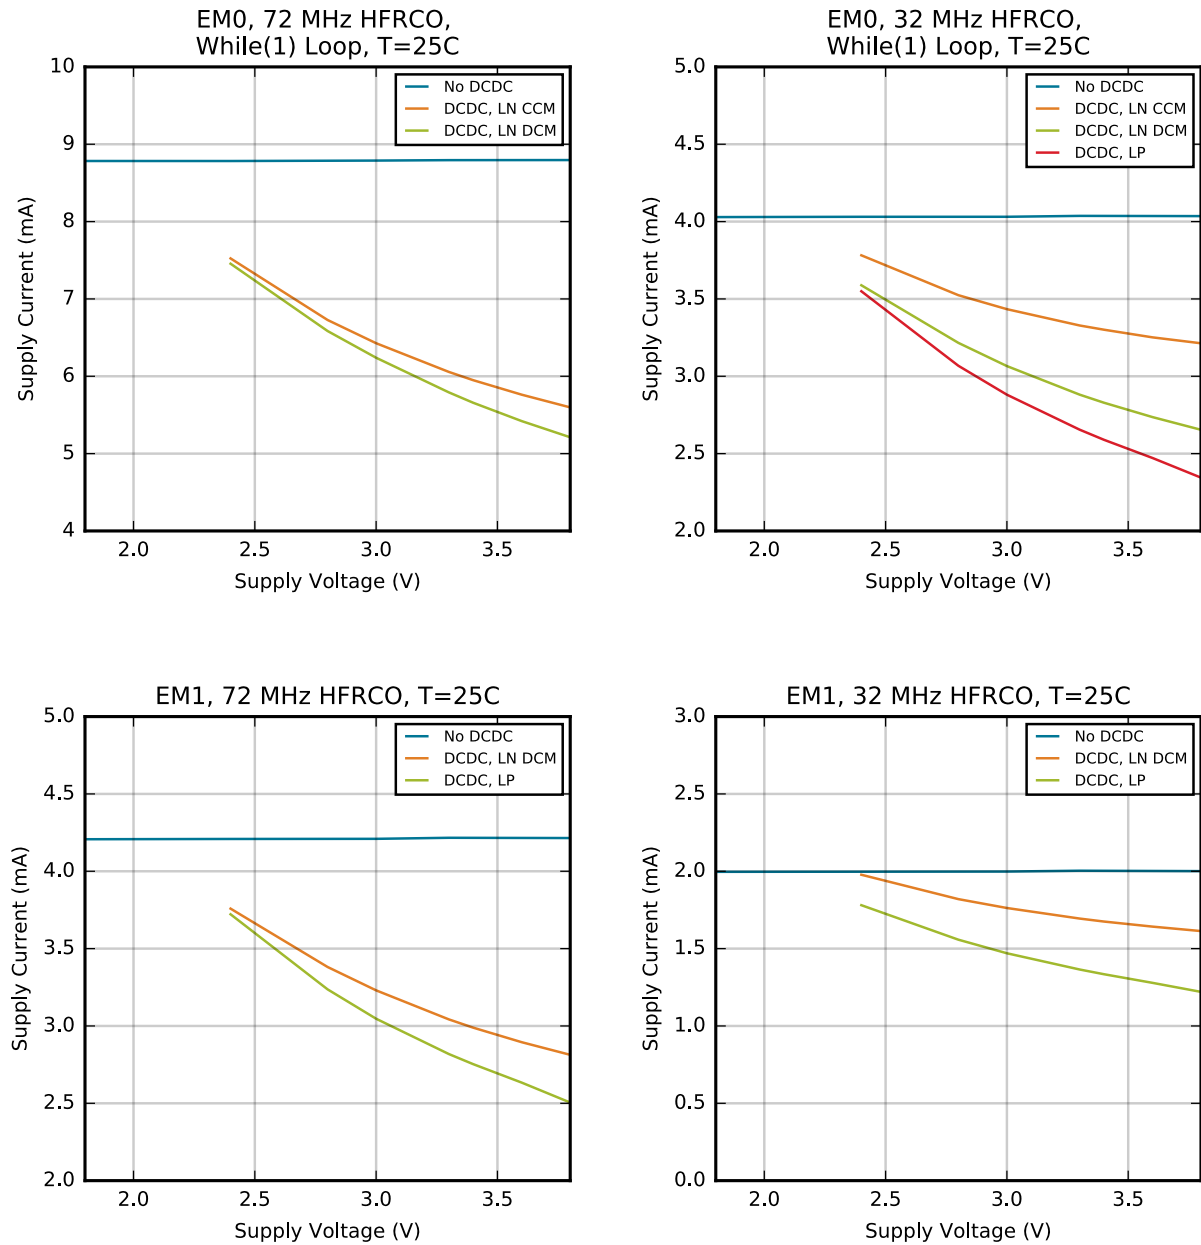 EM0, 72 MHz HFRCO,
While(1) Loop, T=25C
10
9
8
7
6
5
4
Supply Current (mA)
No DCDC
DCDC, LN CCM
DCDC, LN DCM
2.0
2.5
3.0
3.5
Supply Voltage (V)
EM0, 32 MHz HFRCO,
While(1) Loop, T=25C
5.0
4.5
4.0
3.5
3.0
2.5
2.0
Supply Current (mA)
No DCDC
DCDC, LN CCM
DCDC, LN DCM
DCDC, LP
2.0
2.5
3.0
3.5
Supply Voltage (V)
EM1, 72 MHz HFRCO, T=25C
5.0
4.5
4.0
3.5
3.0
2.5
2.0
Supply Current (mA)
No DCDC
DCDC, LN DCM
DCDC, LP
2.0
2.5
3.0
3.5
Supply Voltage (V)
EM1, 32 MHz HFRCO, T=25C
3.0
2.5
2.0
1.5
1.0
0.5
0.0
Supply Current (mA)
No DCDC
DCDC, LN DCM
DCDC, LP
2.0
2.5
3.0
3.5
Supply Voltage (V)